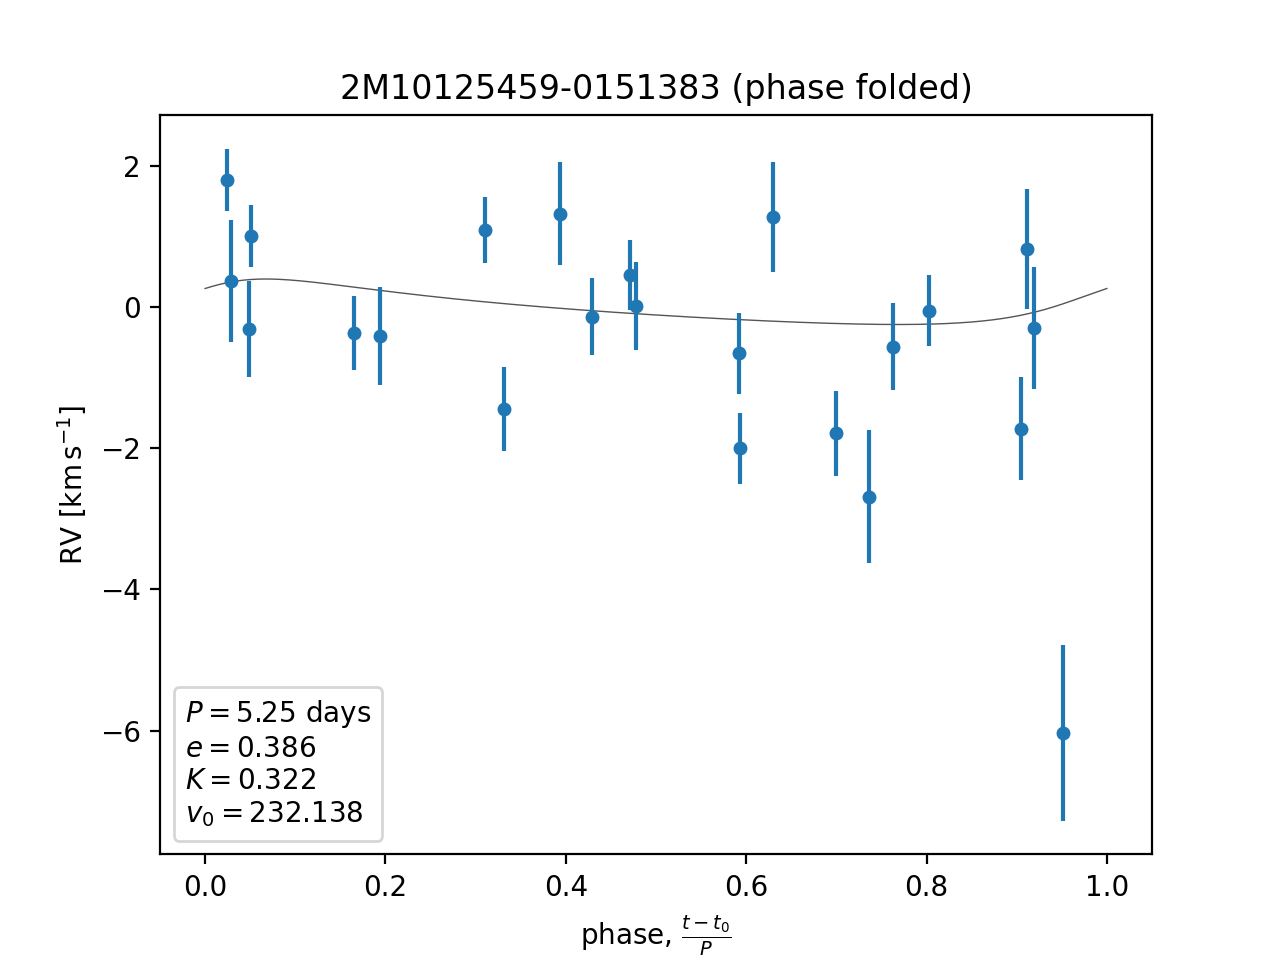 2M10125459-0151383 (phase folded)
2
0
−2
−4
−6
RV [km s⁻¹]
P = 5.25 days
e = 0.386
K = 0.322
v₀ = 232.138
0.0 0.2 0.4 0.6 0.8 1.0
phase, (t − t₀)/P